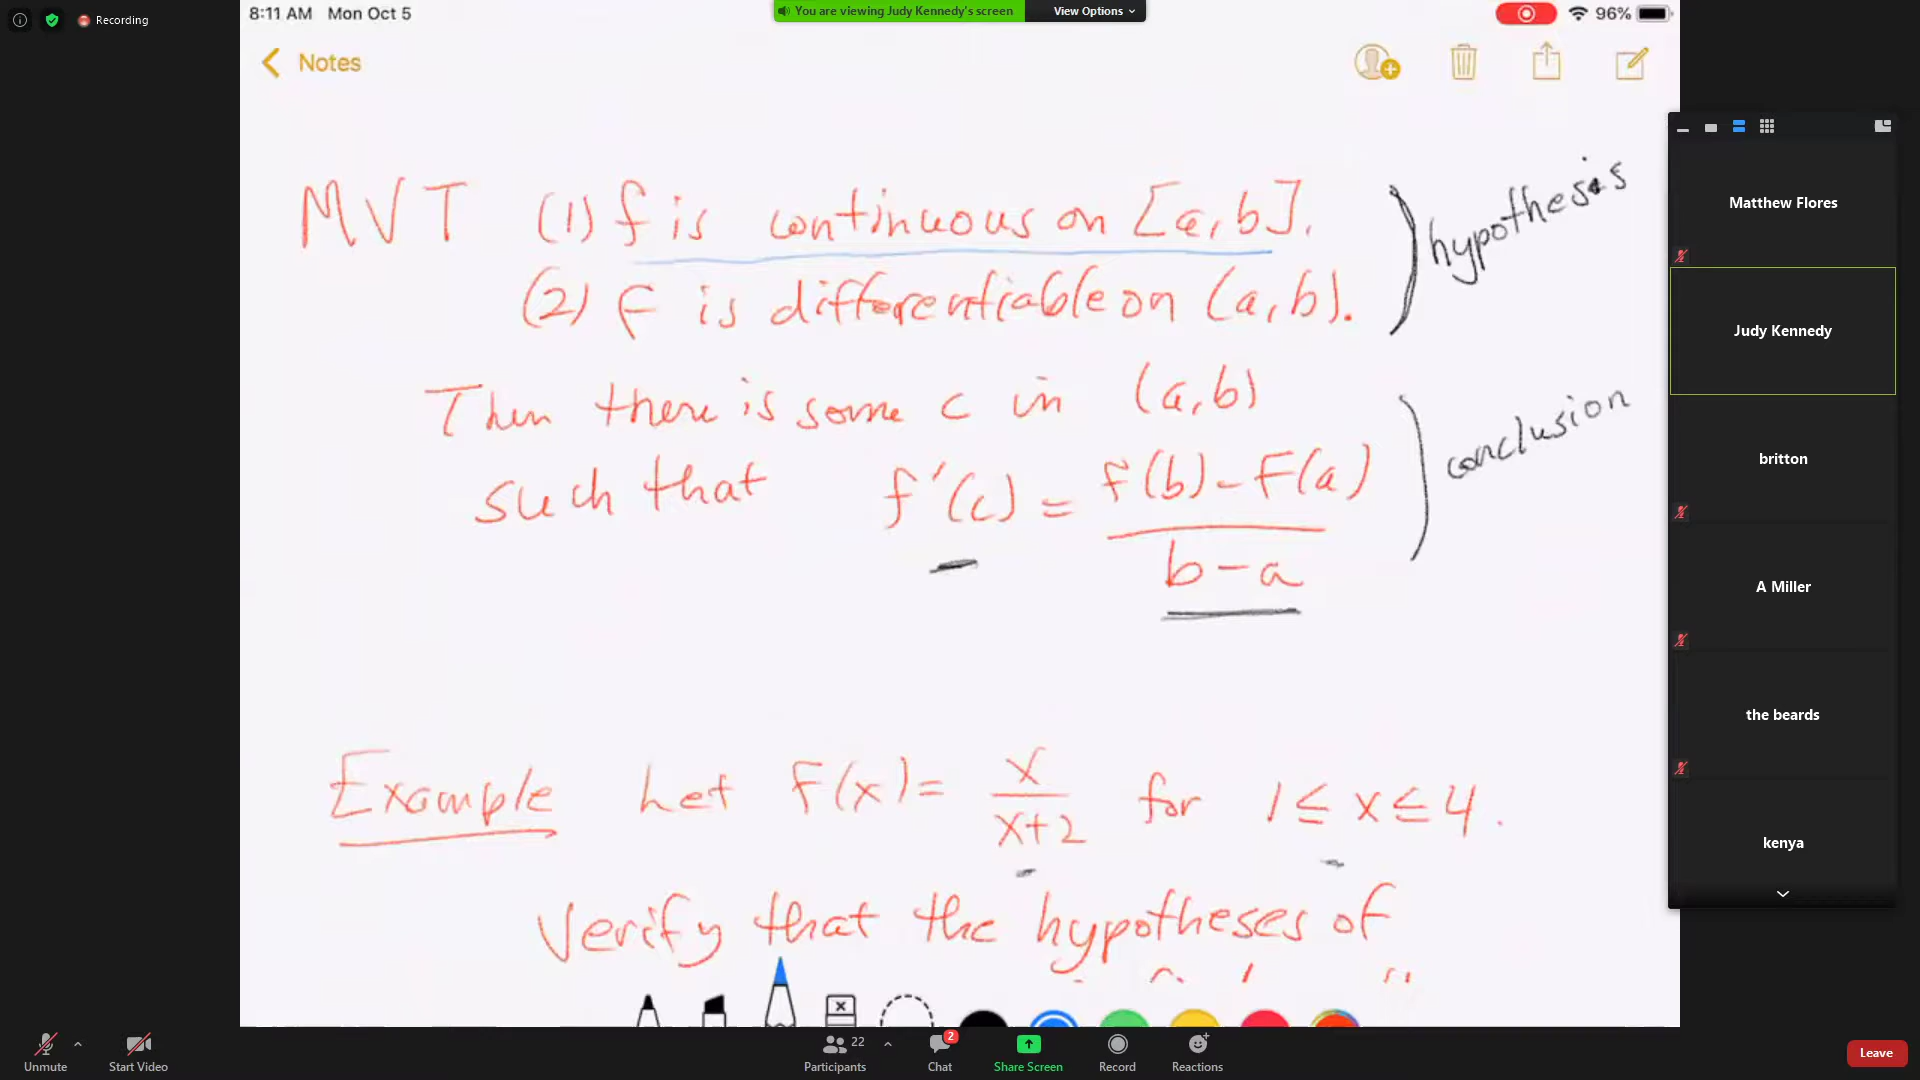 Recording
8:11 AM Mon Oct 5
You are viewing Judy Kennedy's screen
View Options
96%
Notes
MVT (1) f is continuous on [a,b].
(2) f is differentiable on (a,b).
hypothesis
Then there is some c in (a,b)
such that f'(c) = f(b)-F(a)
b-a
conclusion
Example Let F(x)= x
x+2
for 1≤ x ≤ 4.
Verify that the hypotheses of
Matthew Flores
Judy Kennedy
britton
A Miller
the beards
kenya
Unmute
Start Video
Participants
22
Chat
2
Share Screen
Record
Reactions
Leave